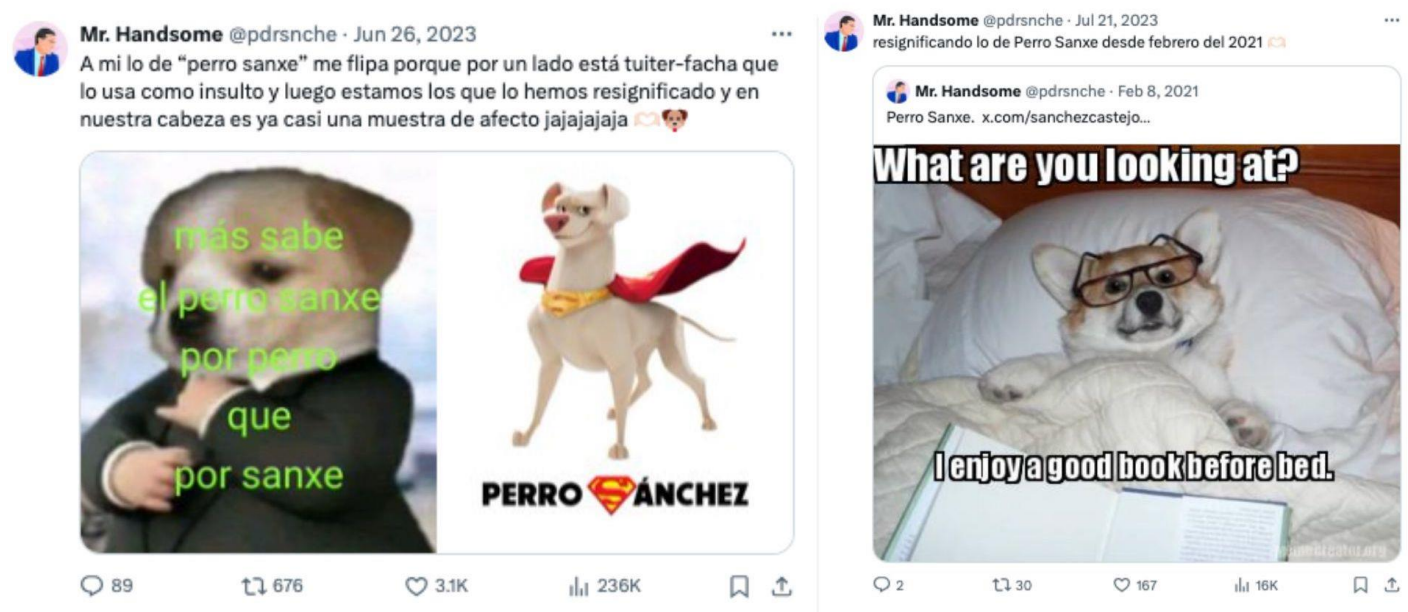 Mr. Handsome @pdrsnche · Jun 26, 2023
A mi lo de “perro sanxe” me flipa porque por un lado está tuiter-facha que
lo usa como insulto y luego estamos los que lo hemos resignificado y en
nuestra cabeza es ya casi una muestra de afecto jajajajaja 🫶🏻🐶
más sabe
el perro sanxe
por perro
que
por sanxe
PERRO SÁNCHEZ
89 676 3.1K 236K
Mr. Handsome @pdrsnche · Jul 21, 2023
resignificando lo de Perro Sanxe desde febrero del 2021 🫶🏻
Mr. Handsome @pdrsnche · Feb 8, 2021
Perro Sanxe. x.com/sanchezcastejo...
What are you looking at?
I enjoy a good book before bed.
memecreator.org
2 30 167 16K